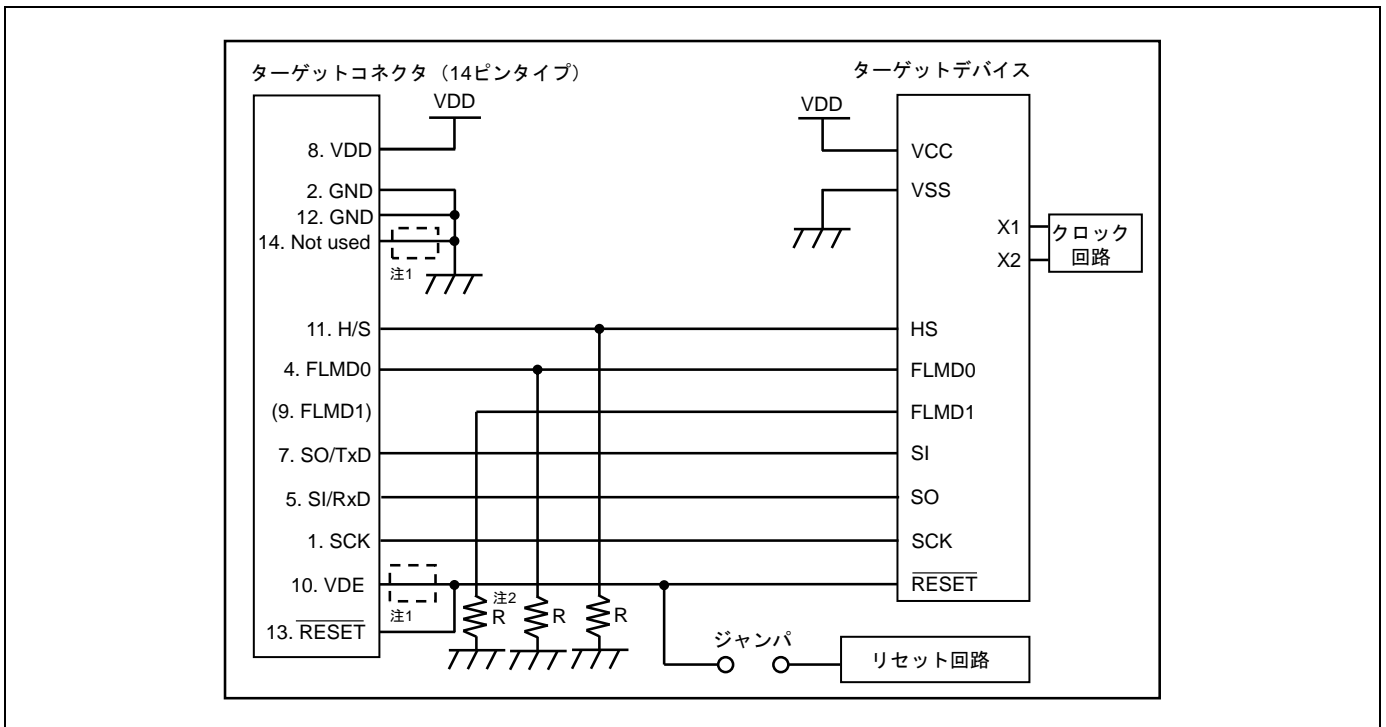 ターゲットコネクタ（14ピンタイプ）
ターゲットデバイス
VDD
VDD
8. VDD
VCC
2. GND
VSS
12. GND
14. Not used
注1
X1
X2
クロック
回路
11. H/S
HS
4. FLMD0
FLMD0
(9. FLMD1)
FLMD1
7. SO/TxD
SI
5. SI/RxD
SO
1. SCK
SCK
10. VDE
RESET
注1
注2
R
R
R
13. RESET
ジャンパ
リセット回路